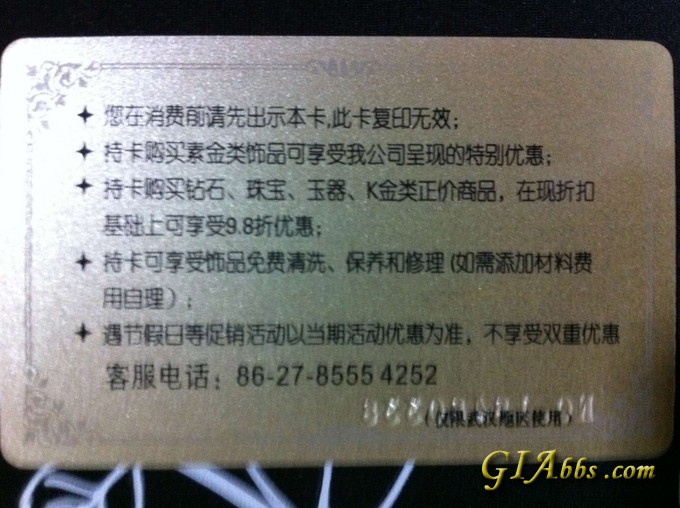 ✦ 您在消费前请先出示本卡,此卡复印无效;
✦ 持卡购买素金类饰品可享受我公司呈现的特别优惠;
✦ 持卡购买钻石、珠宝、玉器、K金类正价商品，在现折扣
基础上可享受9.8折优惠;
✦ 持卡可享受饰品免费清洗、保养和修理(如需添加材料费
用自理）;
✦ 遇节假日等促销活动以当期活动优惠为准，不享受双重优惠
客服电话：86-27-8555 4252
（仅限武汉地区使用）
GIAbbs.com